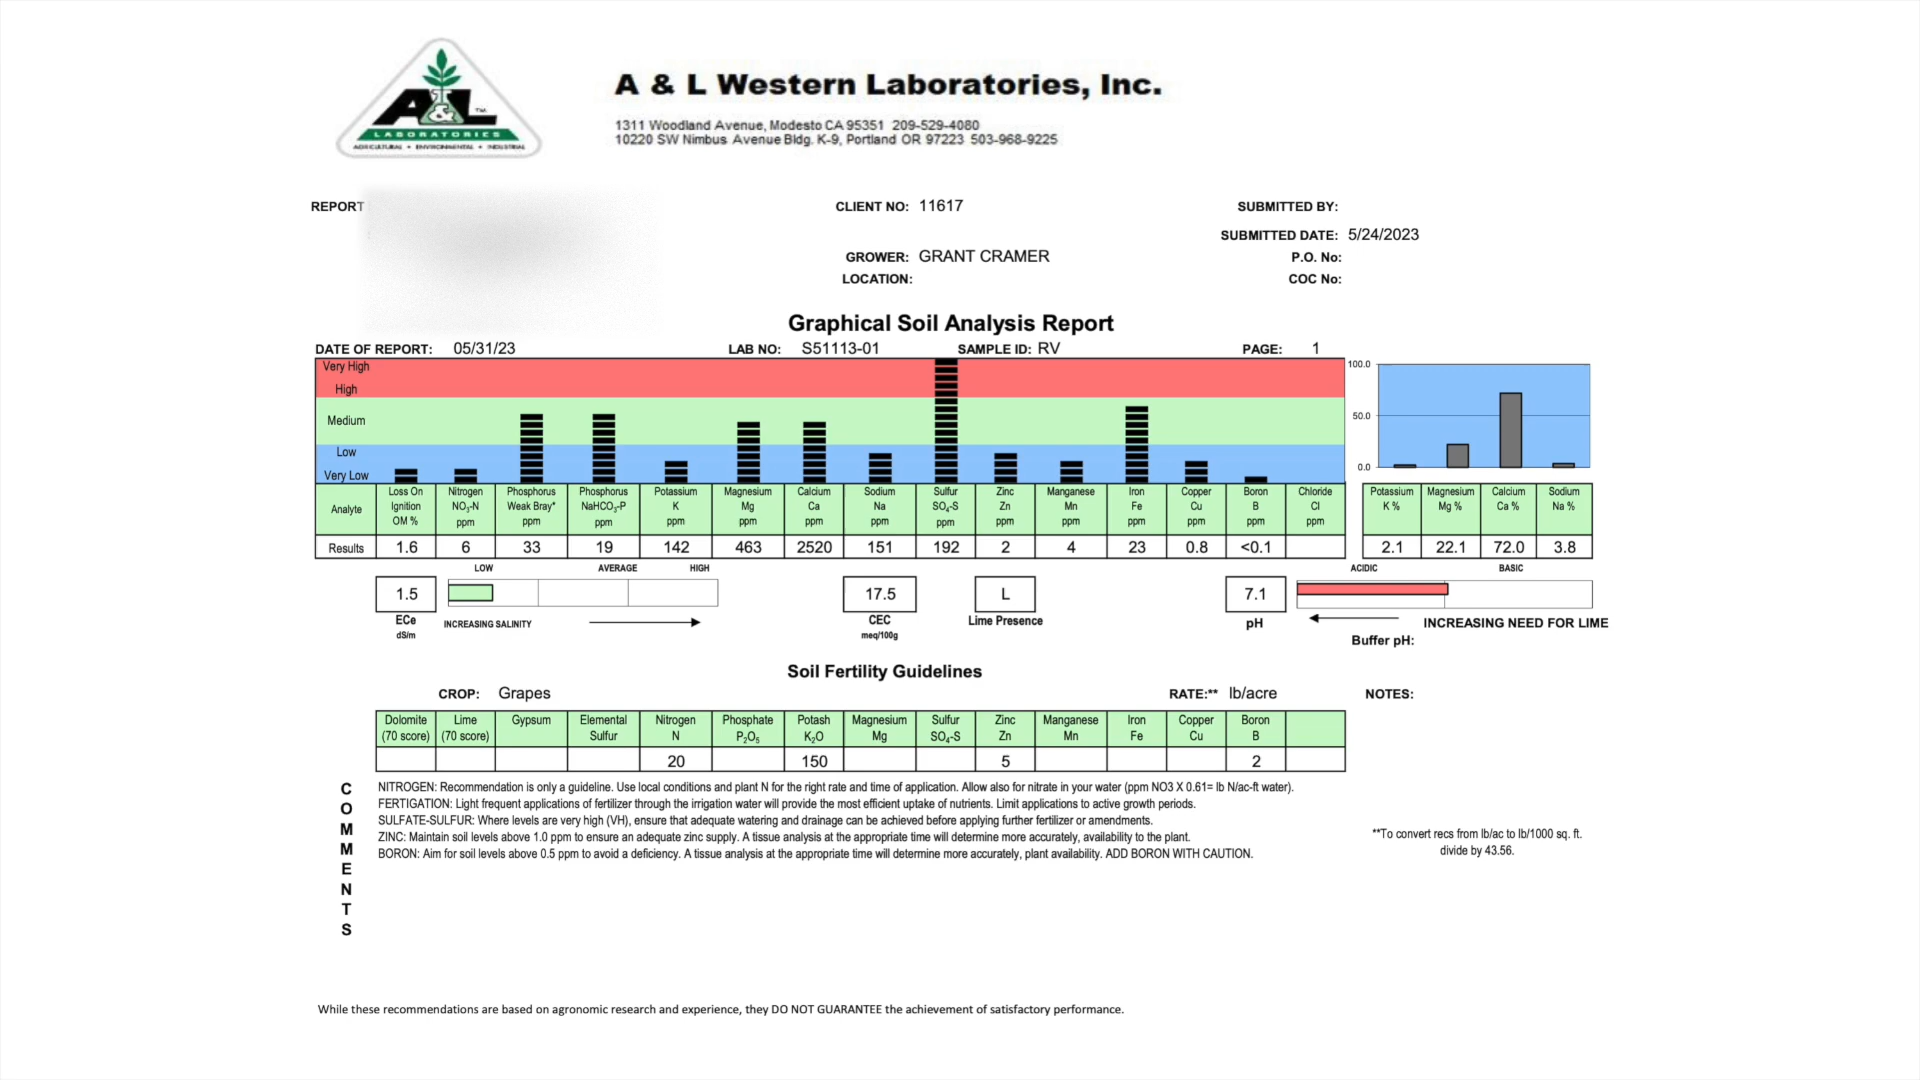 A&L™
LABORATORIES
AGRICULTURAL • ENVIRONMENTAL • INDUSTRIAL
A & L Western Laboratories, Inc.
1311 Woodland Avenue, Modesto CA 95351 209-529-4080
10220 SW Nimbus Avenue Bldg. K-9, Portland OR 97223 503-968-9225
REPORT
CLIENT NO: 11617
SUBMITTED BY:
SUBMITTED DATE: 5/24/2023
GROWER: GRANT CRAMER
P.O. No:
LOCATION:
COC No:
Graphical Soil Analysis Report
DATE OF REPORT: 05/31/23 LAB NO: S51113-01 SAMPLE ID: RV PAGE: 1
Very High
High
Medium
Low
Very Low
100.0
50.0
0.0
Analyte
Loss On Ignition OM %
Nitrogen NO3-N ppm
Phosphorus Weak Bray* ppm
Phosphorus NaHCO3-P ppm
Potassium K ppm
Magnesium Mg ppm
Calcium Ca ppm
Sodium Na ppm
Sulfur SO4-S ppm
Zinc Zn ppm
Manganese Mn ppm
Iron Fe ppm
Copper Cu ppm
Boron B ppm
Chloride Cl ppm
Potassium K %
Magnesium Mg %
Calcium Ca %
Sodium Na %
Results 1.6 6 33 19 142 463 2520 151 192 2 4 23 0.8 <0.1
2.1 22.1 72.0 3.8
LOW AVERAGE HIGH
ACIDIC BASIC
1.5
17.5
L
7.1
ECe
dS/m
INCREASING SALINITY
CEC
meq/100g
Lime Presence
pH
INCREASING NEED FOR LIME
Buffer pH:
Soil Fertility Guidelines
CROP: Grapes
RATE:** lb/acre
NOTES:
Dolomite (70 score)
Lime (70 score)
Gypsum
Elemental Sulfur
Nitrogen N
Phosphate P2O5
Potash K2O
Magnesium Mg
Sulfur SO4-S
Zinc Zn
Manganese Mn
Iron Fe
Copper Cu
Boron B
20 150 5 2
COMMENTS
NITROGEN: Recommendation is only a guideline. Use local conditions and plant N for the right rate and time of application. Allow also for nitrate in your water (ppm NO3 X 0.61= lb N/ac-ft water).
FERTIGATION: Light frequent applications of fertilizer through the irrigation water will provide the most efficient uptake of nutrients. Limit applications to active growth periods.
SULFATE-SULFUR: Where levels are very high (VH), ensure that adequate watering and drainage can be achieved before applying further fertilizer or amendments.
ZINC: Maintain soil levels above 1.0 ppm to ensure an adequate zinc supply. A tissue analysis at the appropriate time will determine more accurately, availability to the plant.
BORON: Aim for soil levels above 0.5 ppm to avoid a deficiency. A tissue analysis at the appropriate time will determine more accurately, plant availability. ADD BORON WITH CAUTION.
**To convert recs from lb/ac to lb/1000 sq. ft.
divide by 43.56.
While these recommendations are based on agronomic research and experience, they DO NOT GUARANTEE the achievement of satisfactory performance.